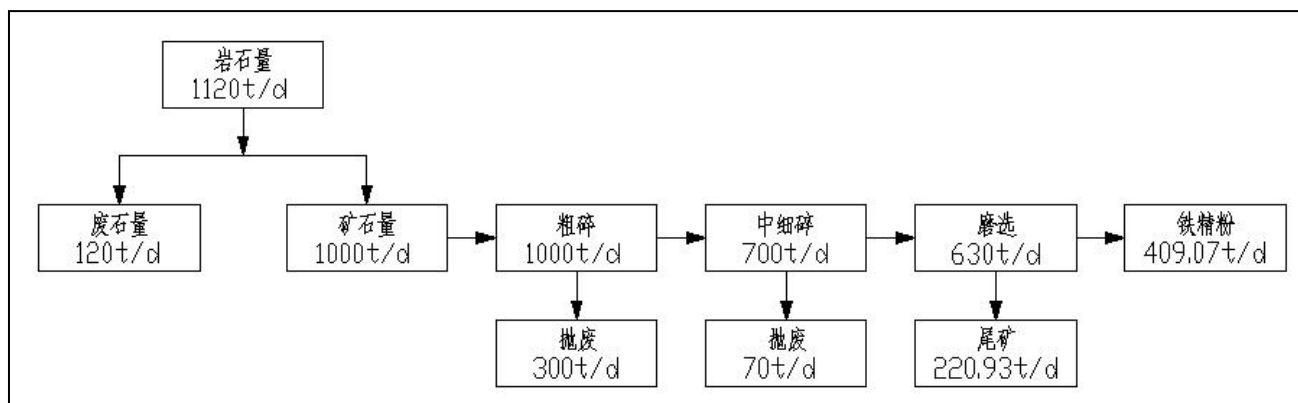 岩石量
1120t/d
废石量
120t/d
矿石量
1000t/d
粗碎
1000t/d
中细碎
700t/d
磨选
630t/d
铁精粉
409.07t/d
抛废
300t/d
抛废
70t/d
尾矿
220.93t/d